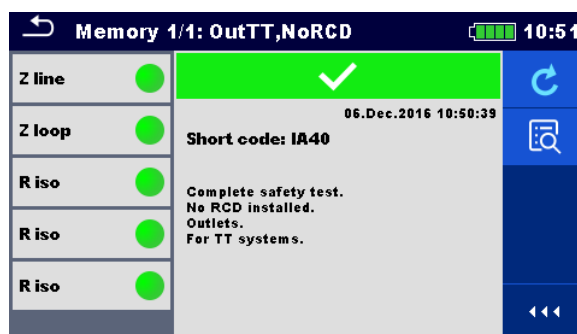 Memory 1/1: OutTT,NoRCD
10:51
Z line
Z loop
R iso
R iso
R iso
06.Dec.2016 10:50:39
Short code: IA40
Complete safety test.
No RCD installed.
Outlets.
For TT systems.